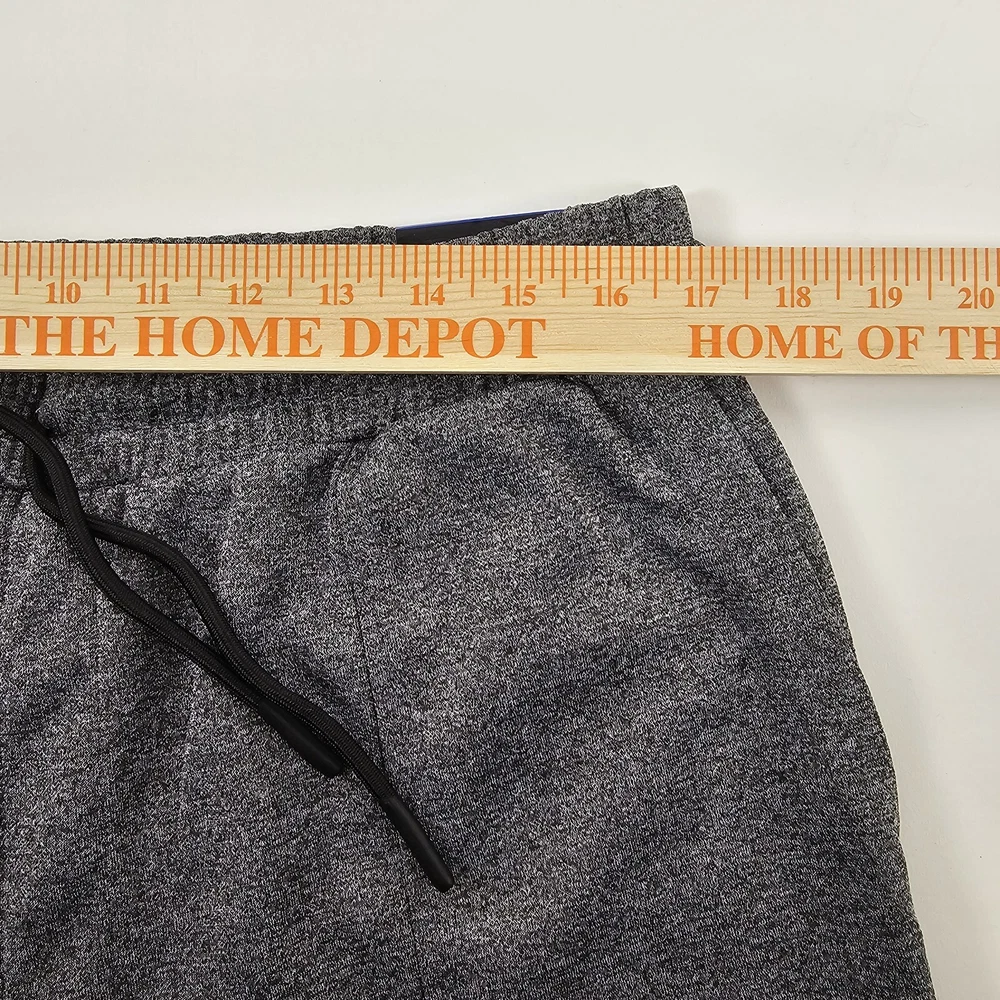 10 11 12 13 14 15 16 17 18 19 20
THE HOME DEPOT HOME OF TH